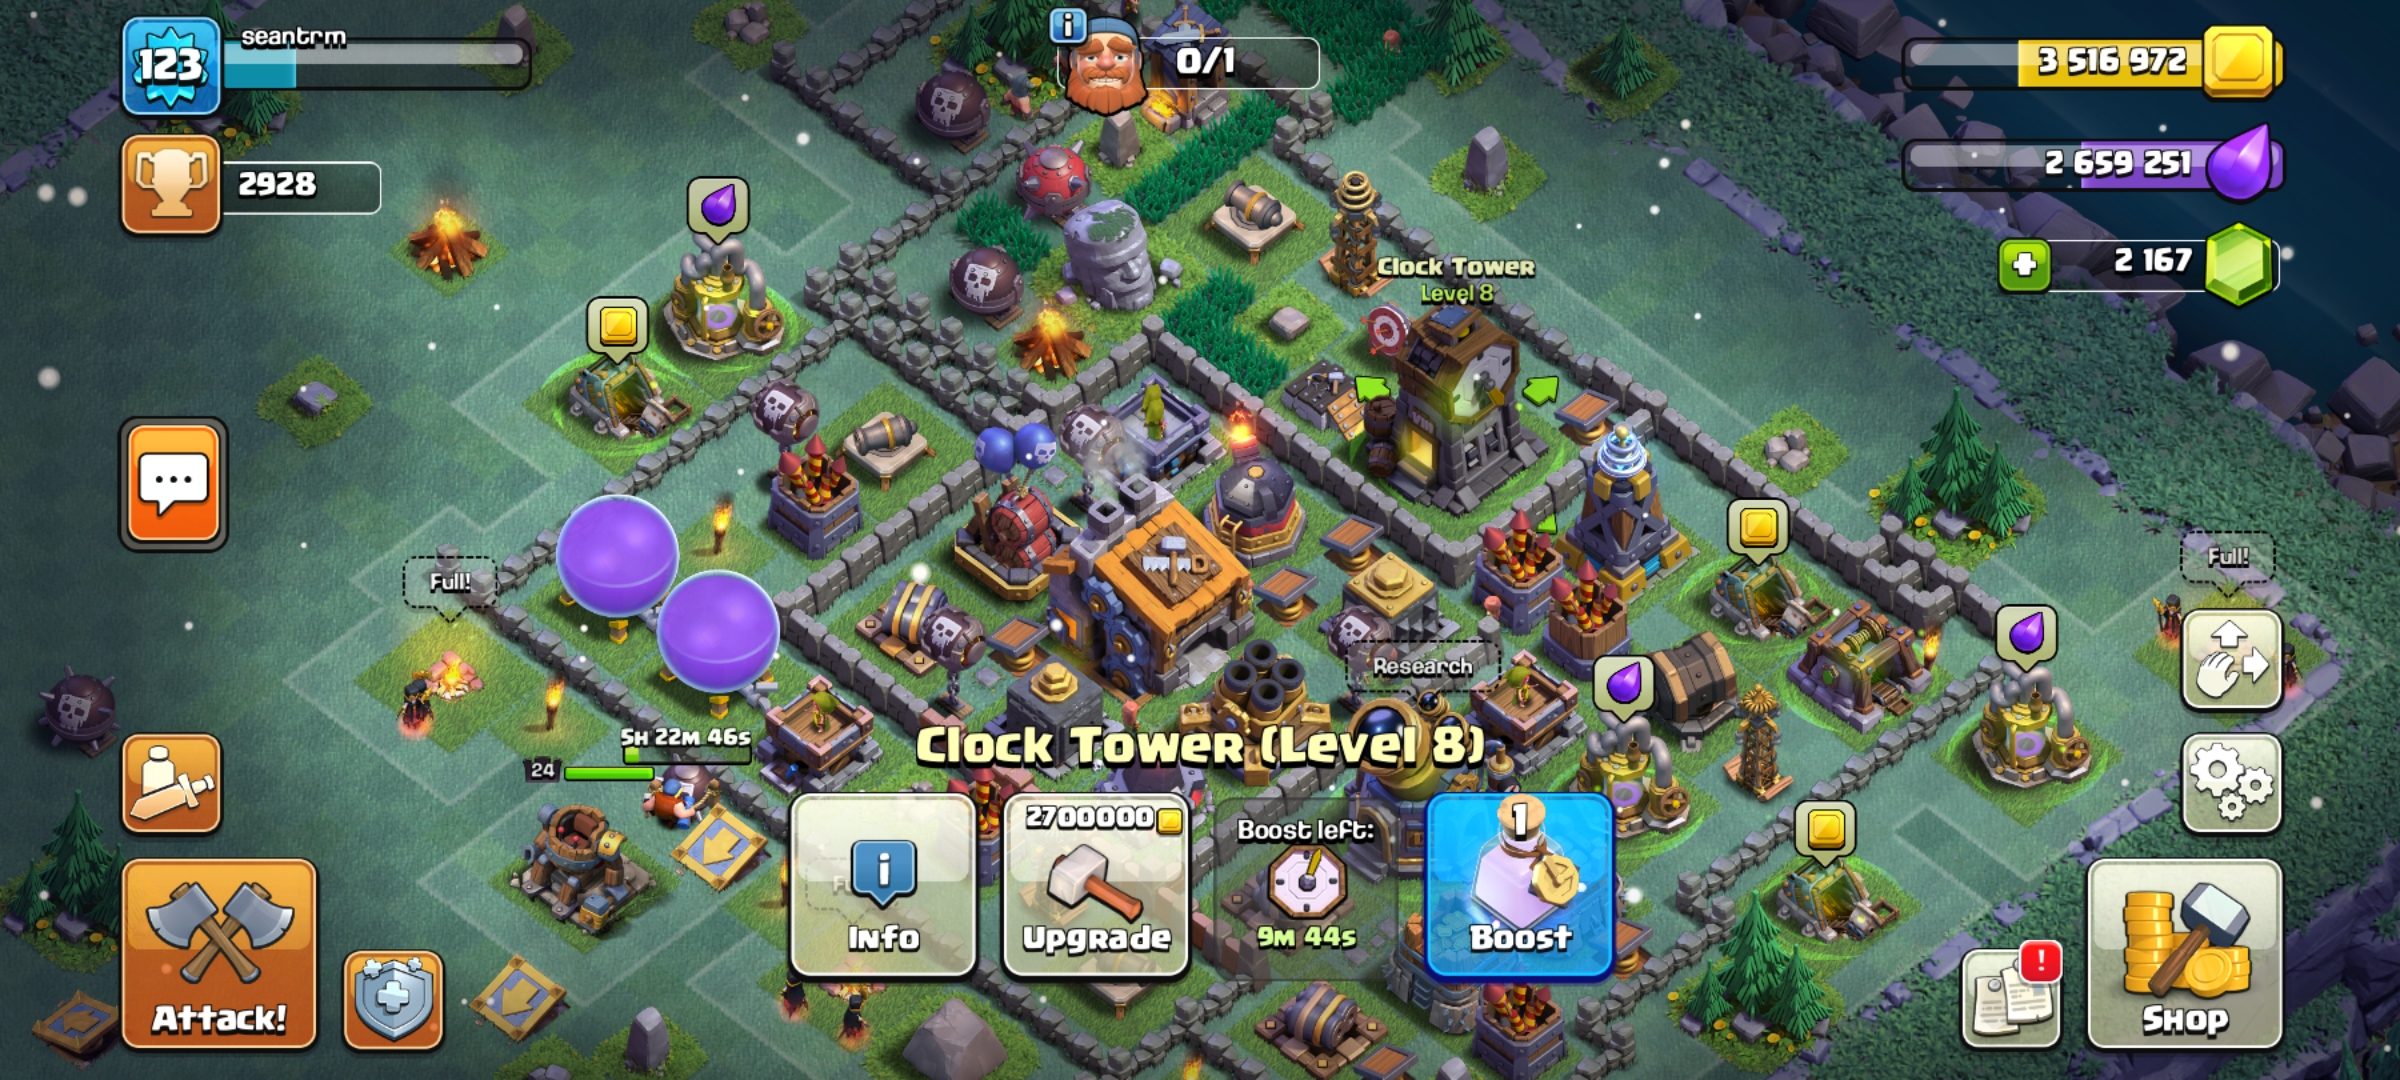 123
seantrm
0/1
3 516 972
2928
2 659 251
2 167
Clock Tower
Level 8
Full!
Full!
Research
5h 22m 46s
24
Clock Tower (Level 8)
Info
2700000
Upgrade
Boost left:
9m 44s
1
Boost
Attack!
!
Shop